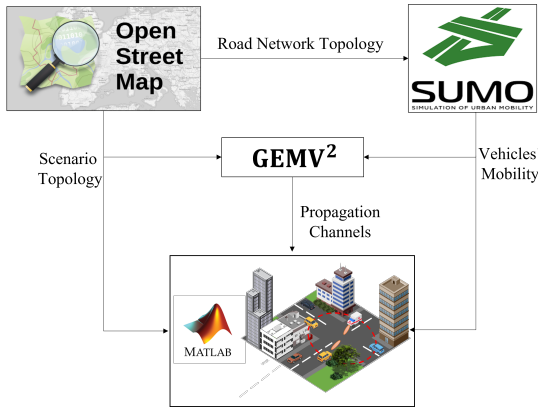 Open
Street
Map
Road Network Topology
SUMO
SIMULATION OF URBAN MOBILITY
Scenario
Topology
GEMV²
Vehicles
Mobility
Propagation
Channels
MATLAB